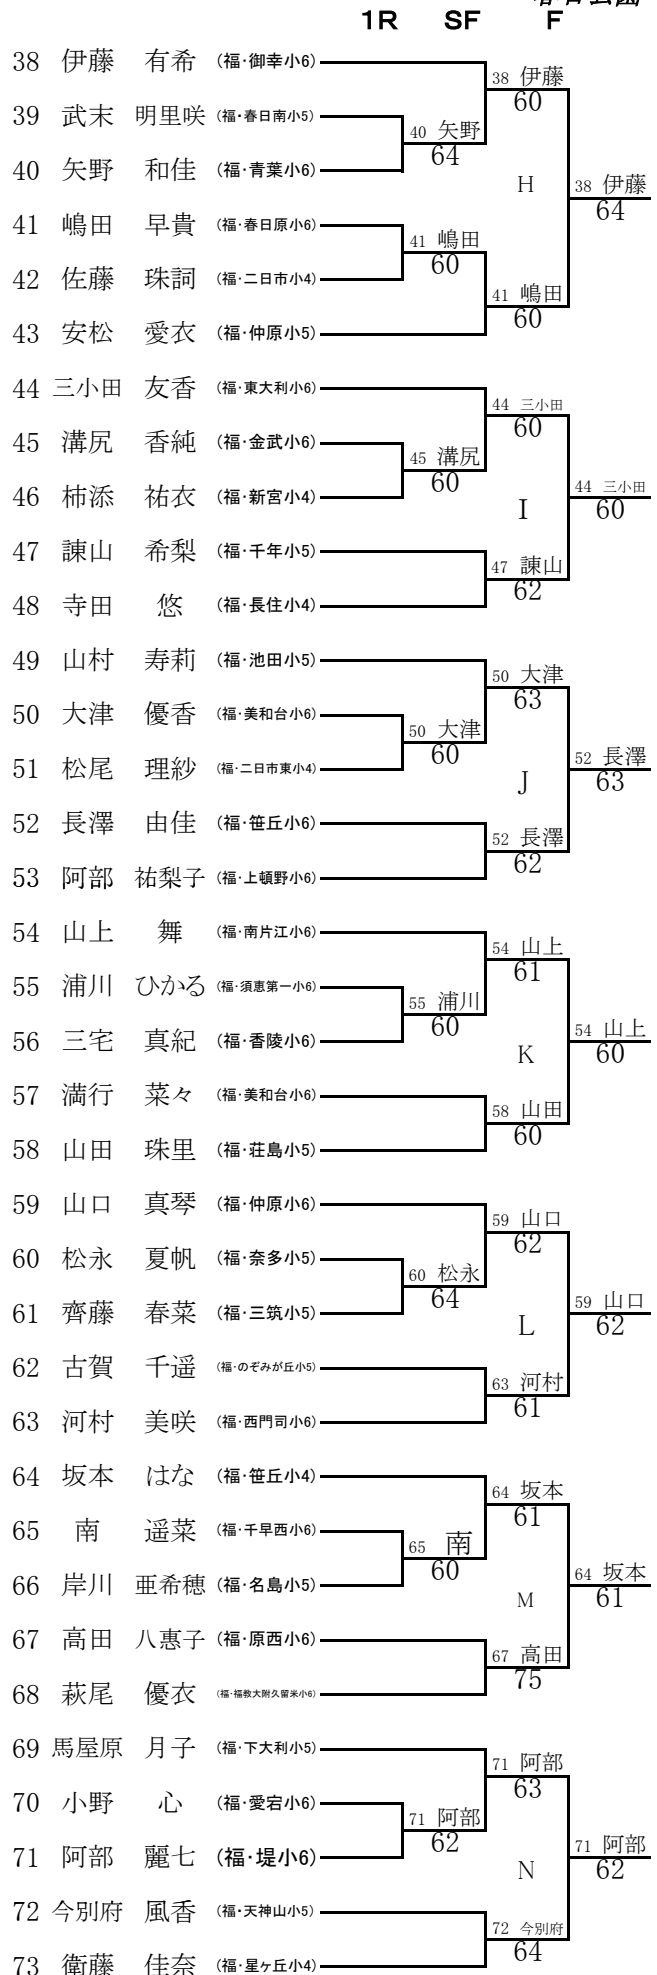 1R SF F
38 伊藤 有希 (福・御幸小6)
38 伊藤
60
39 武末 明里咲 (福・春日南小5)
40 矢野
64
40 矢野 和佳 (福・青葉小6)
H
38 伊藤
64
41 嶋田 早貴 (福・春日原小6)
41 嶋田
60
42 佐藤 珠詞 (福・二日市小4)
41 嶋田
60
43 安松 愛衣 (福・仲原小5)
44 三小田 友香 (福・東大利小6)
44 三小田
60
45 溝尻 香純 (福・金武小6)
45 溝尻
60
46 柿添 祐衣 (福・新宮小4)
I
44 三小田
60
47 諌山 希梨 (福・千年小5)
47 諌山
62
48 寺田 悠 (福・長住小4)
49 山村 寿莉 (福・池田小5)
50 大津
63
50 大津 優香 (福・美和台小6)
50 大津
60
51 松尾 理紗 (福・二日市東小4)
J
52 長澤
63
52 長澤 由佳 (福・笹丘小6)
52 長澤
62
53 阿部 祐梨子 (福・上頓野小6)
54 山上 舞 (福・南片江小6)
54 山上
61
55 浦川 ひかる (福・須恵第一小6)
55 浦川
60
56 三宅 真紀 (福・香陵小6)
K
54 山上
60
57 満行 菜々 (福・美和台小6)
58 山田
60
58 山田 珠里 (福・荘島小5)
59 山口 真琴 (福・仲原小6)
59 山口
62
60 松永 夏帆 (福・奈多小5)
60 松永
64
61 齊藤 春菜 (福・三筑小5)
L
59 山口
62
62 古賀 千遥 (福・のぞみが丘小5)
63 河村
61
63 河村 美咲 (福・西門司小6)
64 坂本 はな (福・笹丘小4)
64 坂本
61
65 南 遥菜 (福・千早西小6)
65 南
60
66 岸川 亜希穂 (福・名島小5)
M
64 坂本
61
67 高田 八惠子 (福・原西小6)
67 高田
75
68 萩尾 優衣 (福・福教大附久留米小6)
69 馬屋原 月子 (福・下大利小5)
71 阿部
63
70 小野 心 (福・愛宕小6)
71 阿部
62
71 阿部 麗七 (福・堤小6)
N
71 阿部
62
72 今別府 風香 (福・天神山小5)
72 今別府
64
73 衛藤 佳奈 (福・星ヶ丘小4)